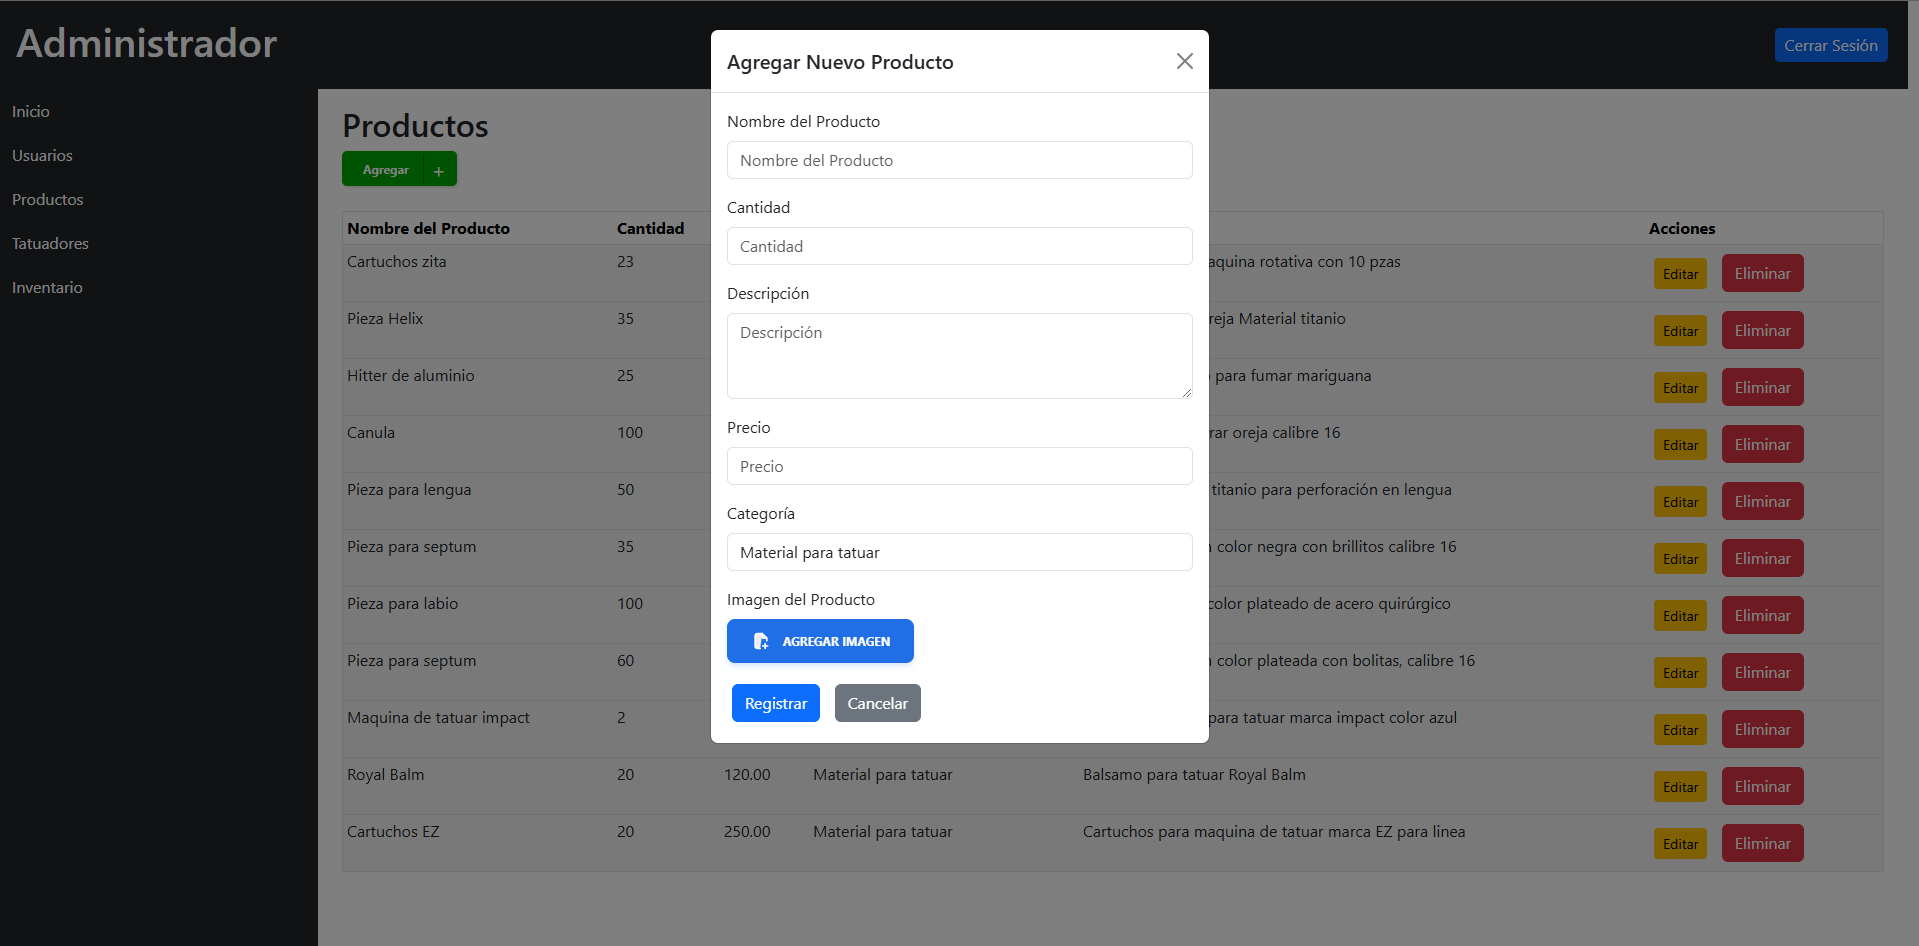 Administrador
Cerrar Sesión
Inicio
Usuarios
Productos
Tatuadores
Inventario
Productos
Agregar +
Nombre del Producto Cantidad Acciones
Cartuchos zita 23 aquina rotativa con 10 pzas Editar Eliminar
Pieza Helix 35 reja Material titanio Editar Eliminar
Hitter de aluminio 25 para fumar mariguana Editar Eliminar
Canula 100 rar oreja calibre 16 Editar Eliminar
Pieza para lengua 50 titanio para perforación en lengua Editar Eliminar
Pieza para septum 35 color negra con brillitos calibre 16 Editar Eliminar
Pieza para labio 100 color plateado de acero quirúrgico Editar Eliminar
Pieza para septum 60 color plateada con bolitas, calibre 16 Editar Eliminar
Maquina de tatuar impact 2 para tatuar marca impact color azul Editar Eliminar
Royal Balm 20 120.00 Material para tatuar Balsamo para tatuar Royal Balm Editar Eliminar
Cartuchos EZ 20 250.00 Material para tatuar Cartuchos para maquina de tatuar marca EZ para linea Editar Eliminar
Agregar Nuevo Producto
Nombre del Producto
Nombre del Producto
Cantidad
Cantidad
Descripción
Descripción
Precio
Precio
Categoría
Material para tatuar
Imagen del Producto
AGREGAR IMAGEN
Registrar Cancelar